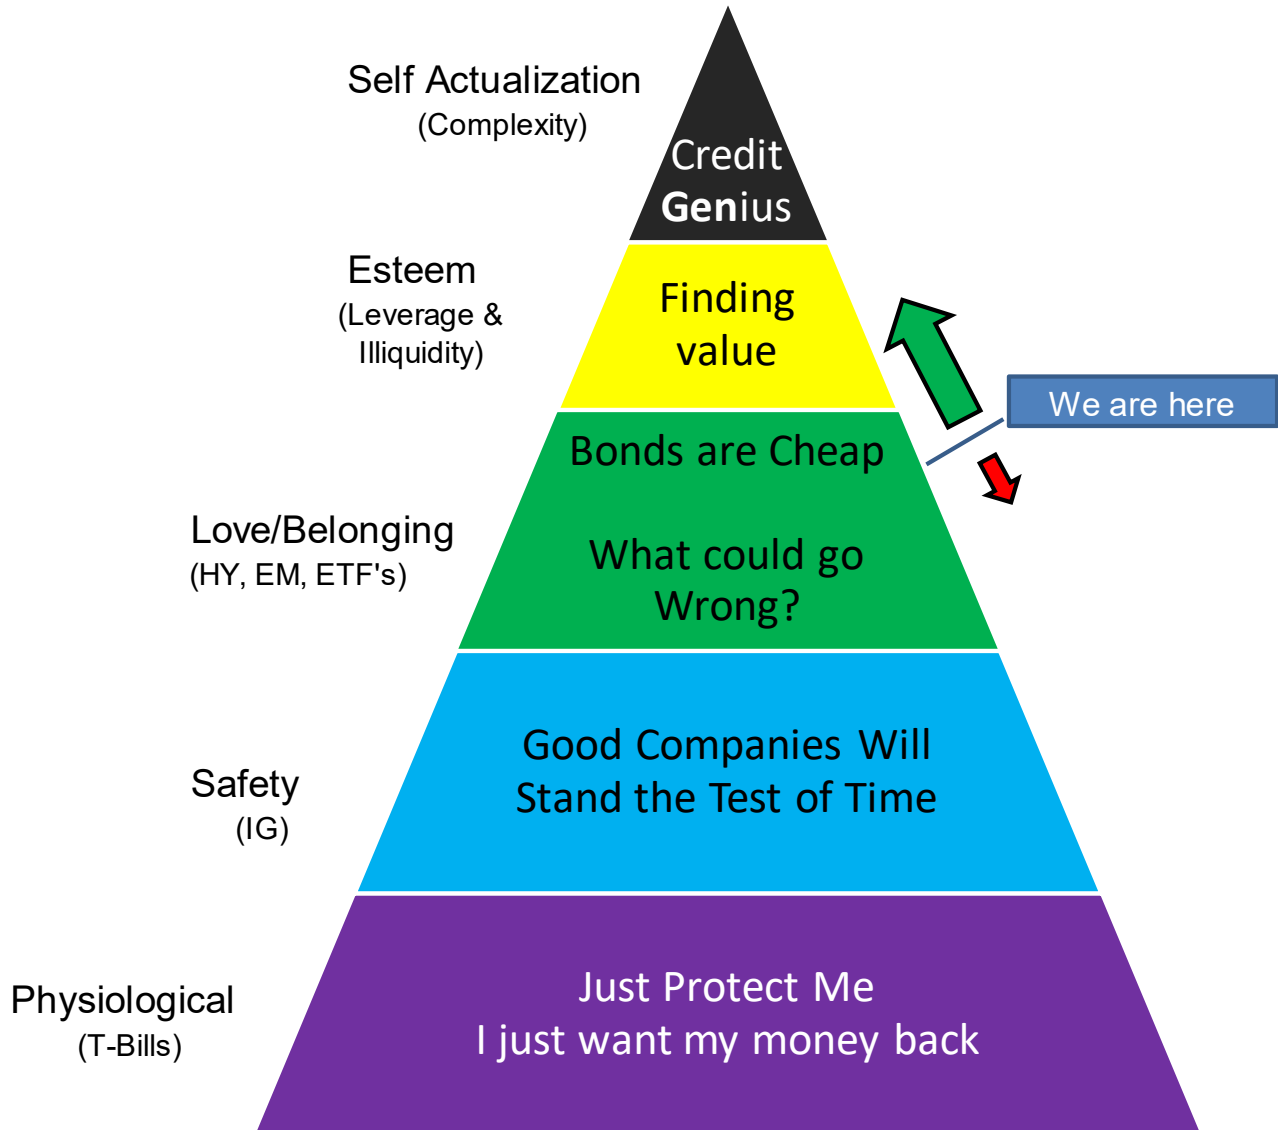 Self Actualization
(Complexity)
Credit
Genius
Esteem
(Leverage &
Illiquidity)
Finding
value
We are here
Bonds are Cheap
Love/Belonging
(HY, EM, ETF's)
What could go
Wrong?
Safety
(IG)
Good Companies Will
Stand the Test of Time
Physiological
(T-Bills)
Just Protect Me
I just want my money back